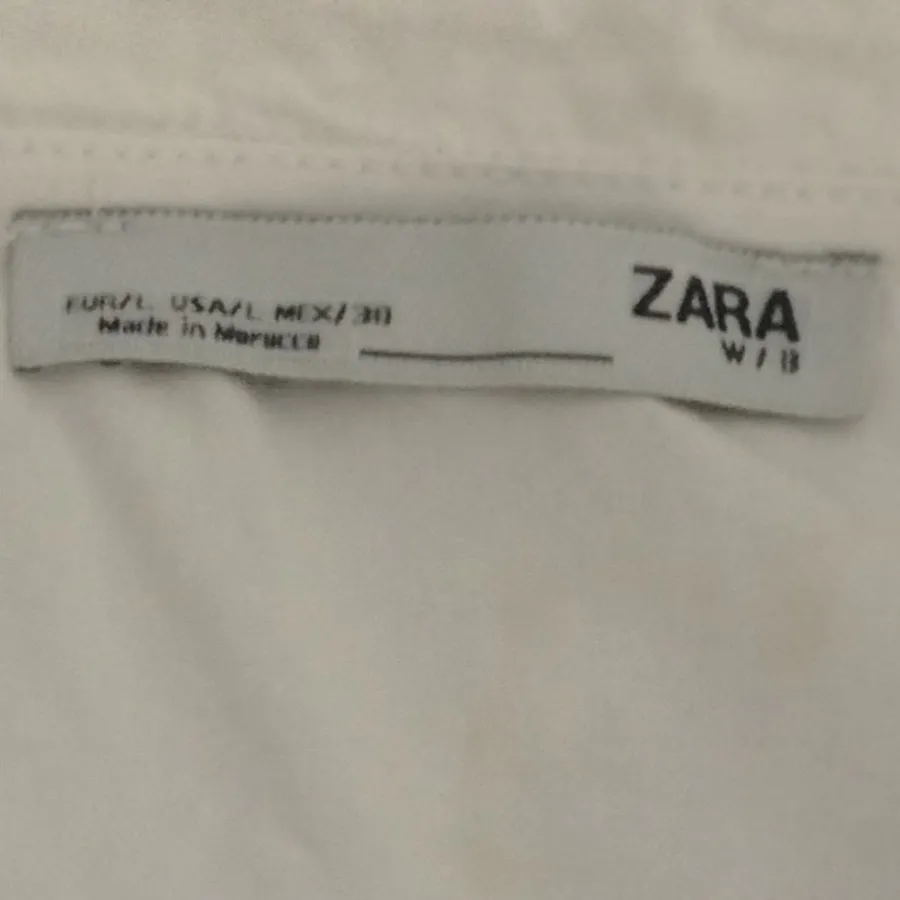 EUR/L USA/L MEX/30
Made in Morocco
ZARA
W / B